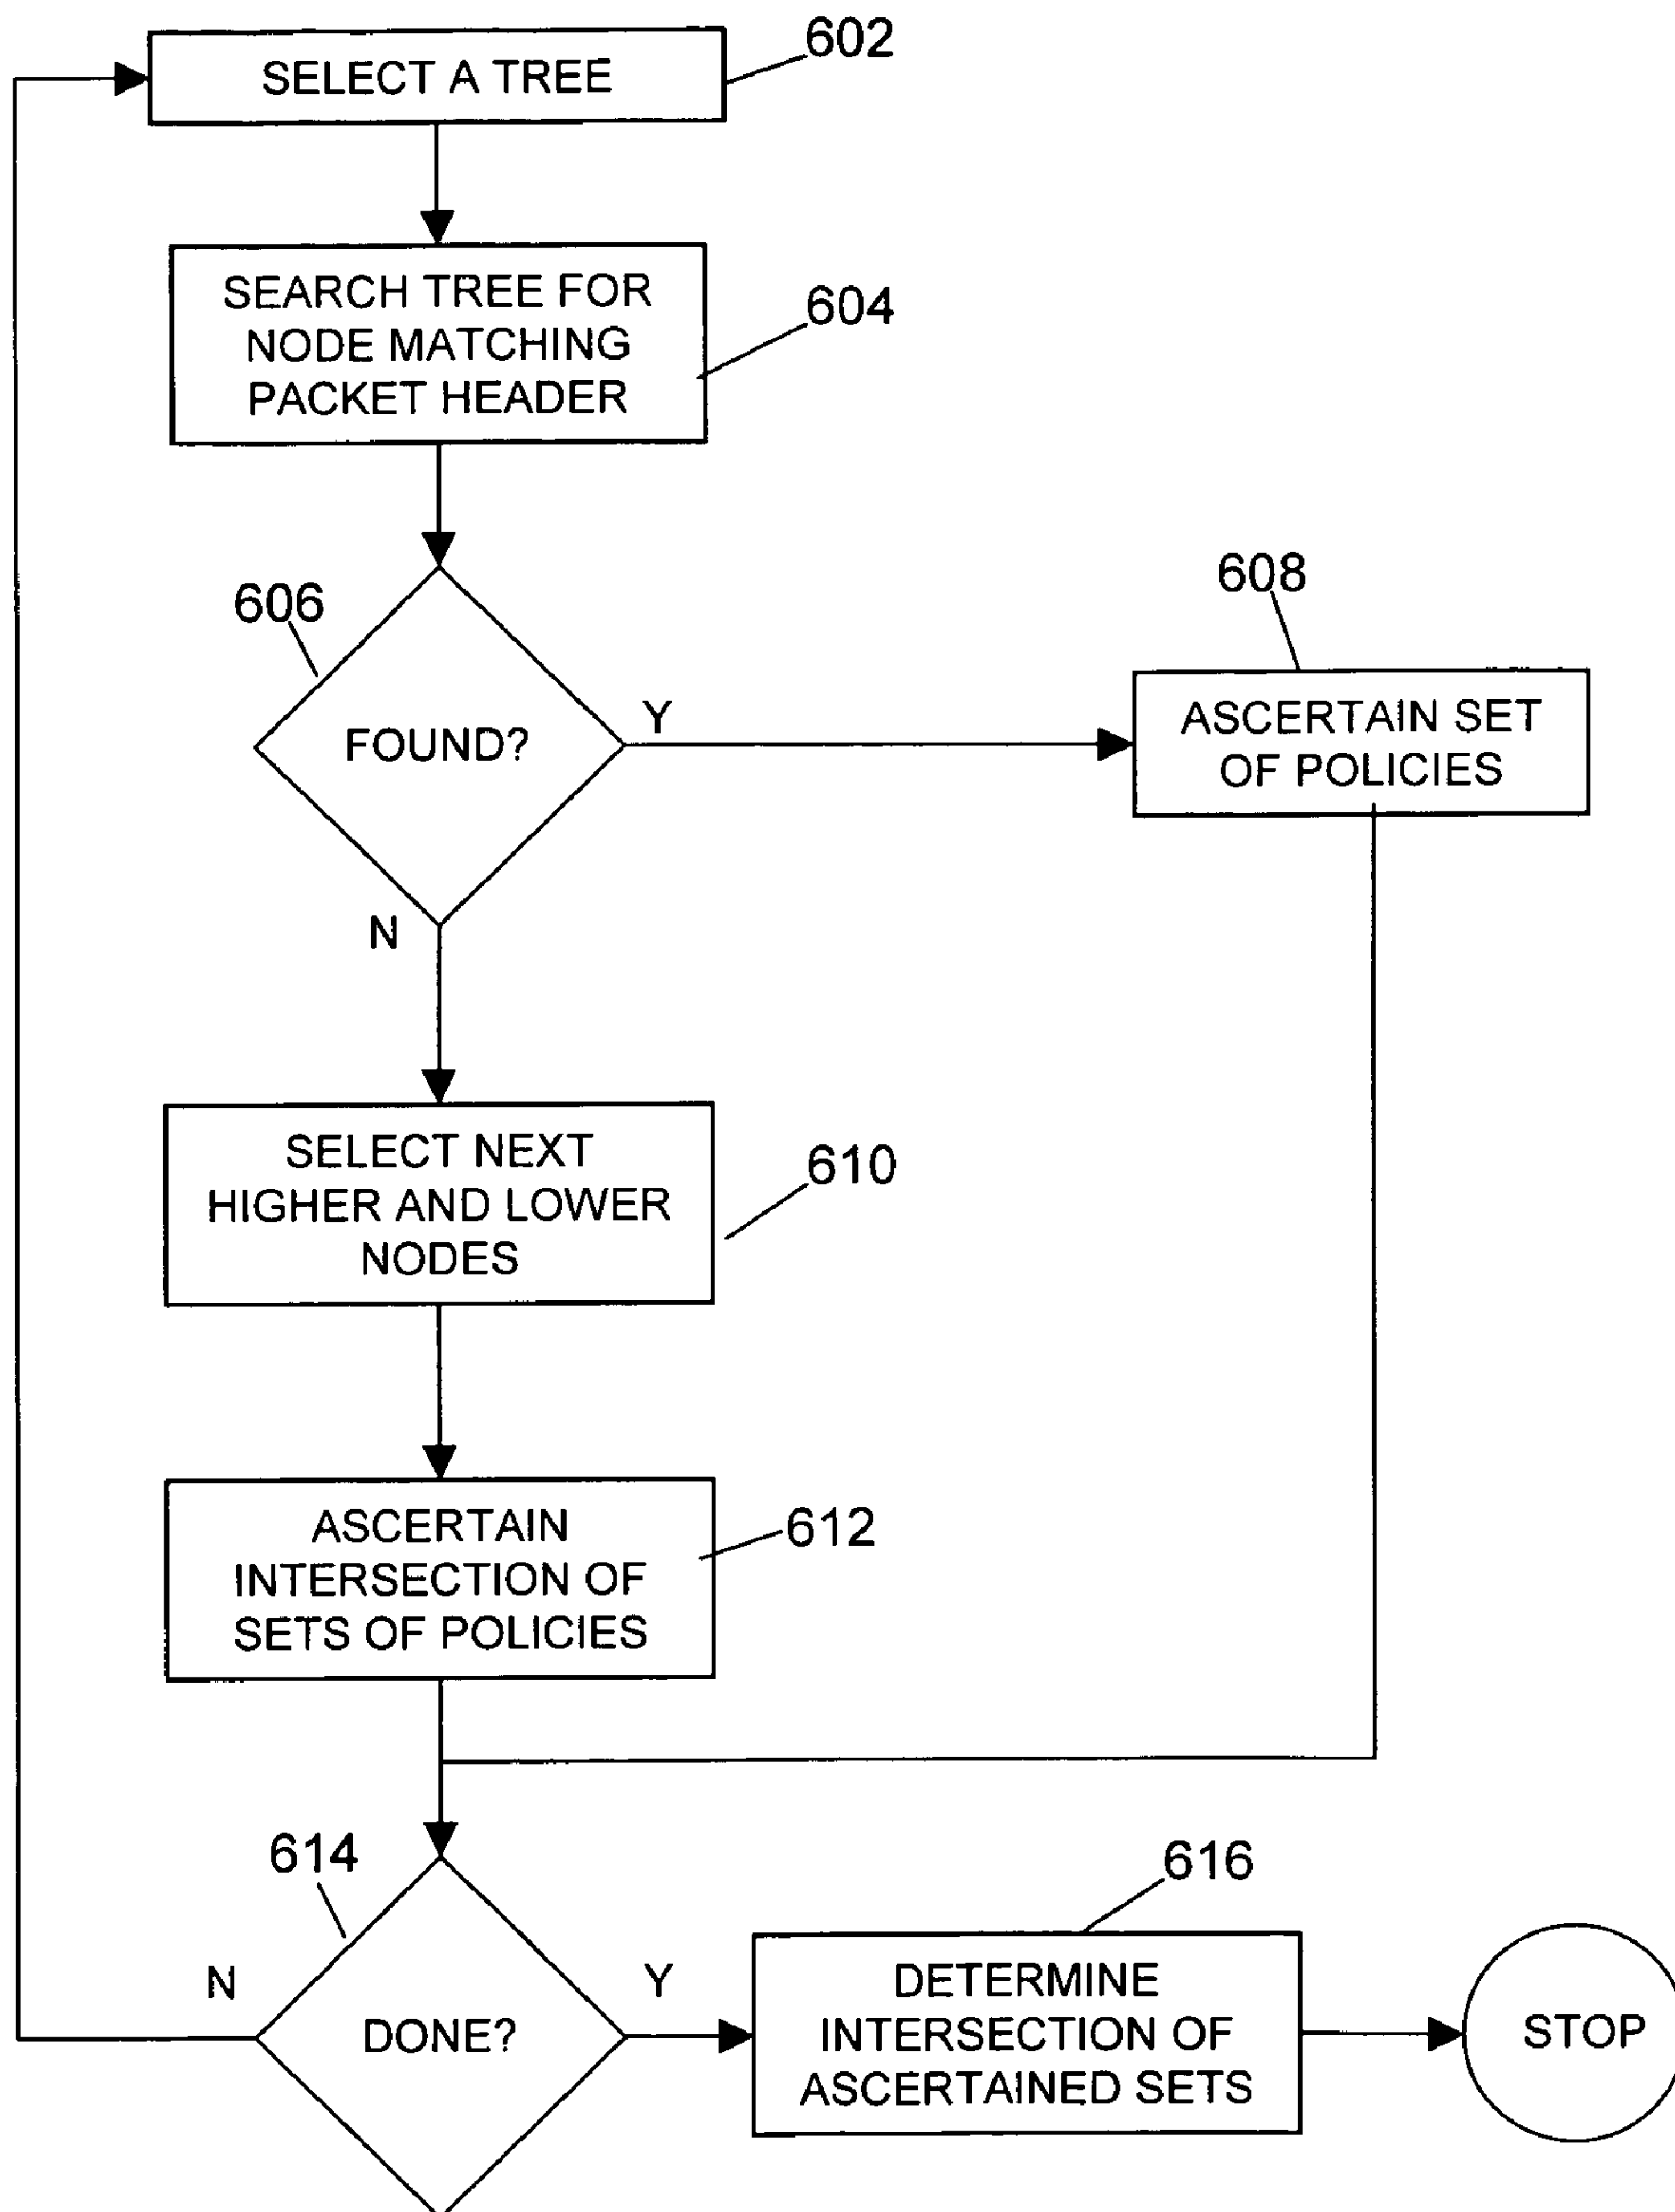 602
SELECT A TREE
SEARCH TREE FOR
NODE MATCHING
PACKET HEADER
604
606
FOUND?
Y
N
608
ASCERTAIN SET
OF POLICIES
SELECT NEXT
HIGHER AND LOWER
NODES
610
ASCERTAIN
INTERSECTION OF
SETS OF POLICIES
612
614
DONE?
N
Y
616
DETERMINE
INTERSECTION OF
ASCERTAINED SETS
STOP